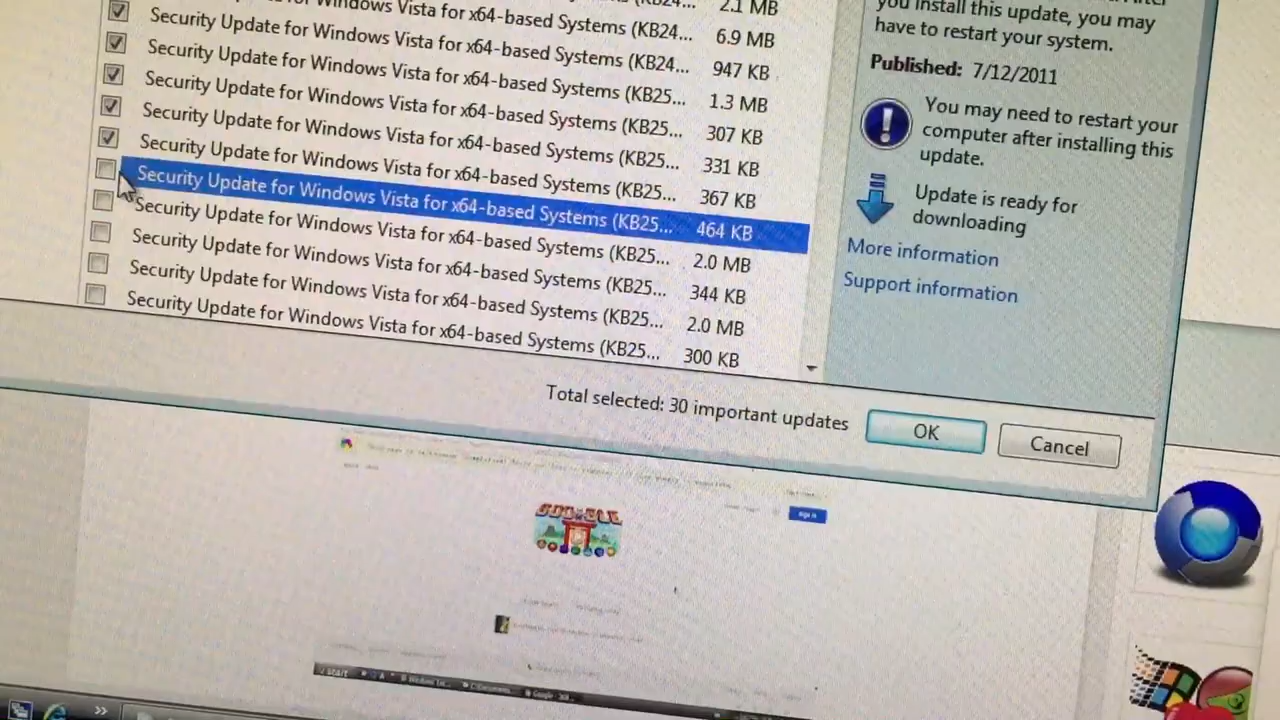 2.1 MB
Security Update for Windows Vista for x64-based Systems (KB24... 6.9 MB
Security Update for Windows Vista for x64-based Systems (KB24... 947 KB
Security Update for Windows Vista for x64-based Systems (KB25... 1.3 MB
Security Update for Windows Vista for x64-based Systems (KB25... 307 KB
Security Update for Windows Vista for x64-based Systems (KB25... 331 KB
Security Update for Windows Vista for x64-based Systems (KB25... 367 KB
Security Update for Windows Vista for x64-based Systems (KB25... 464 KB
Security Update for Windows Vista for x64-based Systems (KB25... 2.0 MB
Security Update for Windows Vista for x64-based Systems (KB25... 344 KB
Security Update for Windows Vista for x64-based Systems (KB25... 2.0 MB
Security Update for Windows Vista for x64-based Systems (KB25... 300 KB
you install this update, you may
have to restart your system.
Published: 7/12/2011
You may need to restart your
computer after installing this
update.
Update is ready for
downloading
More information
Support information
Total selected: 30 important updates
OK
Cancel
Sign in
start